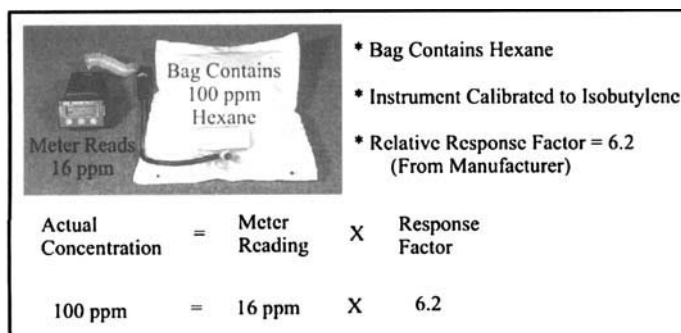 Bag Contains
100 ppm
Hexane
Meter Reads
16 ppm
* Bag Contains Hexane
* Instrument Calibrated to Isobutylene
* Relative Response Factor = 6.2
(From Manufacturer)
Actual Concentration = Meter Reading X Response Factor
100 ppm = 16 ppm X 6.2